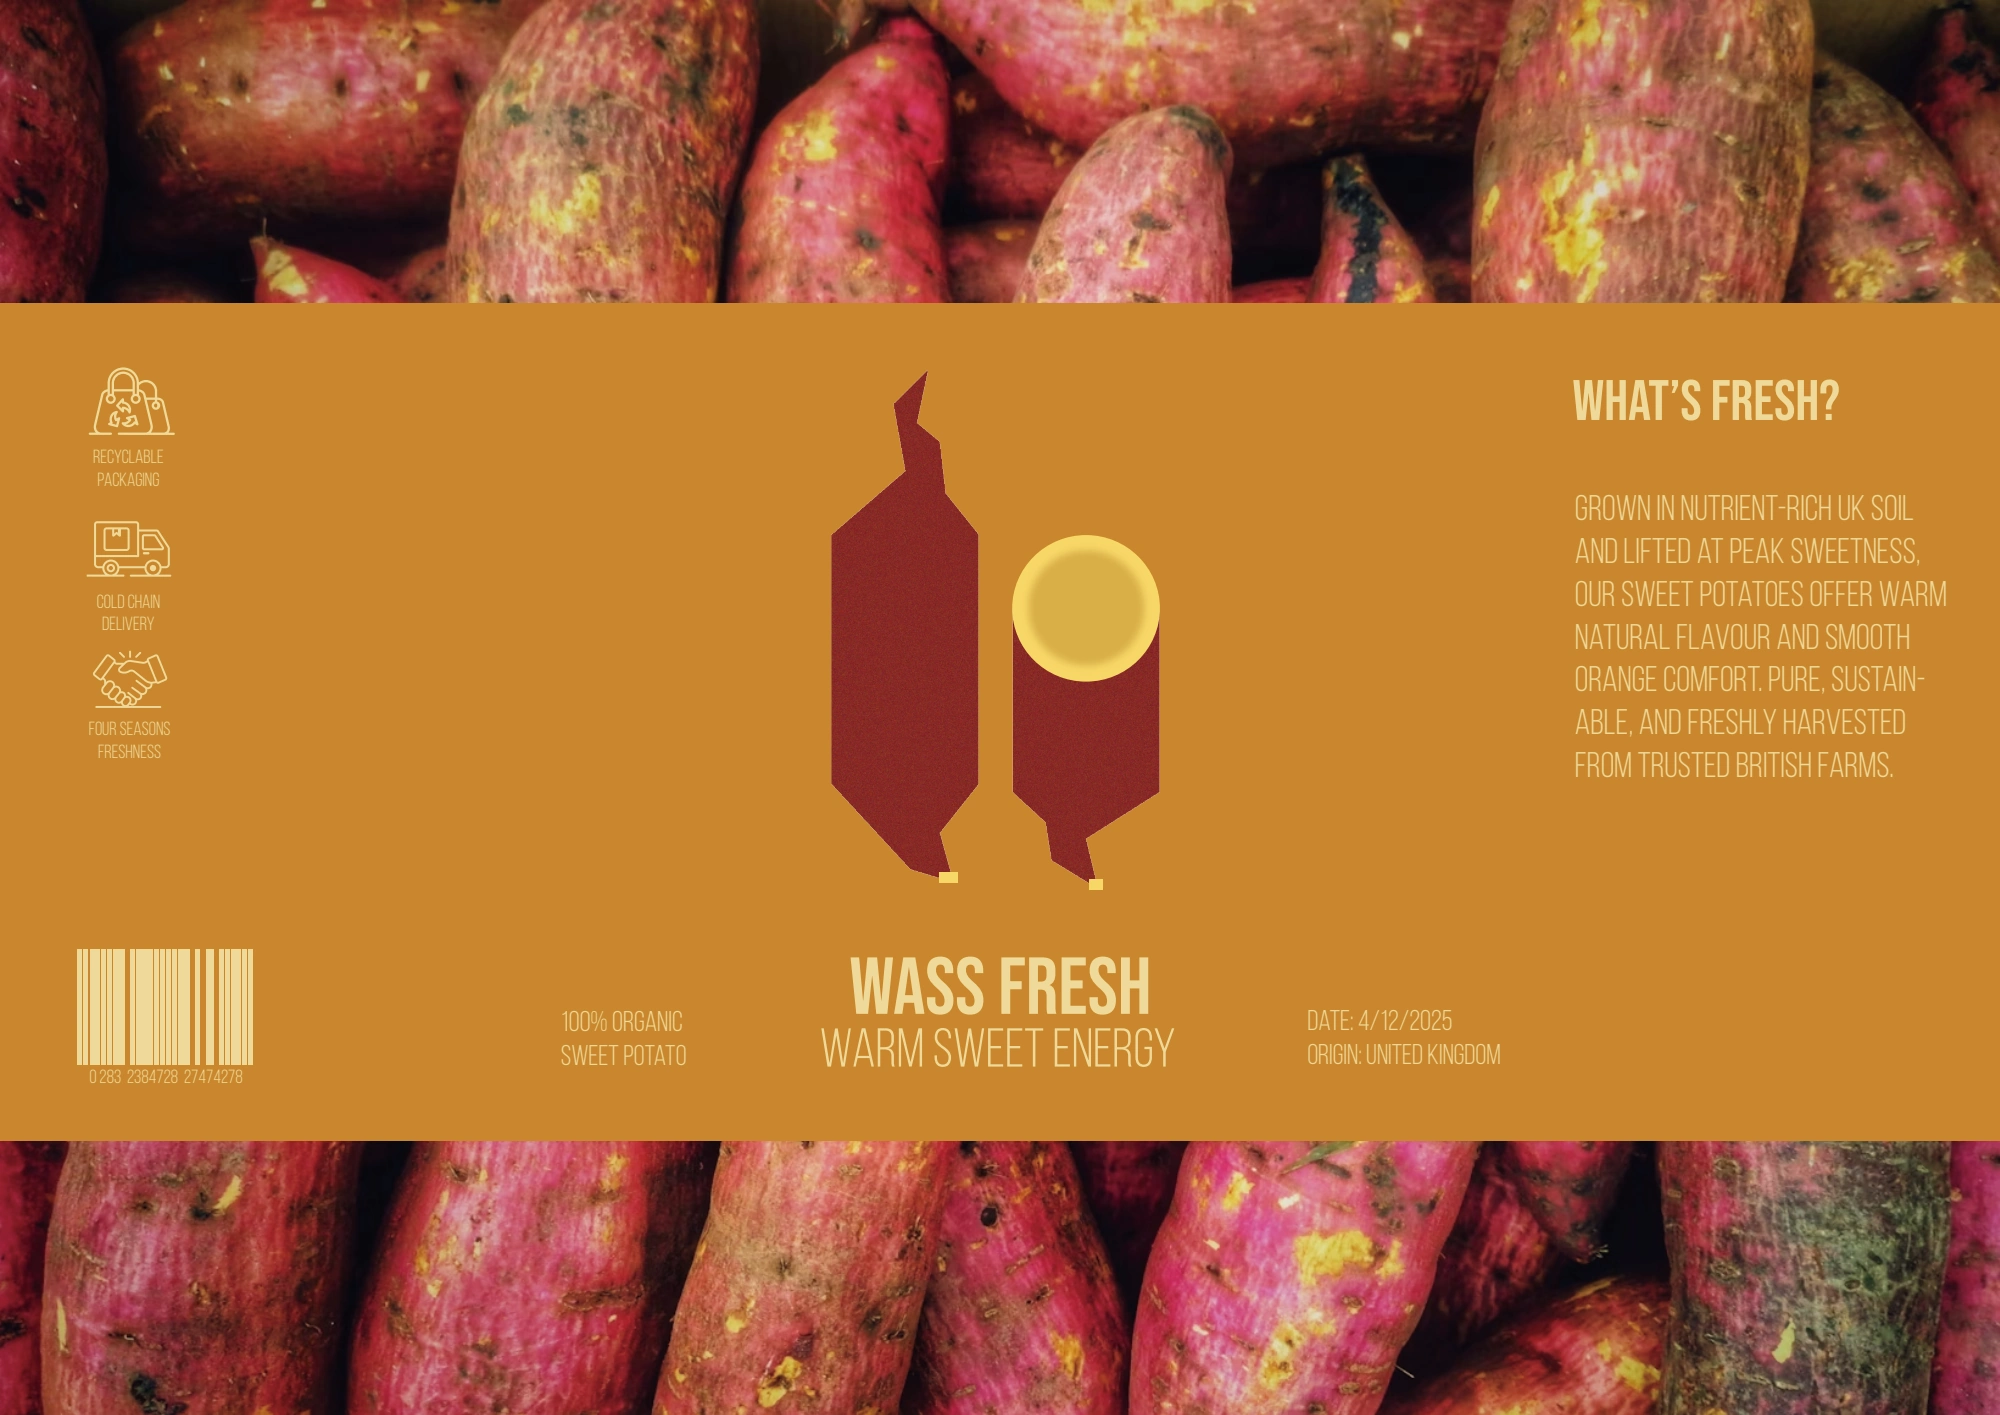 RECYCLABLE
PACKAGING
COLD CHAIN
DELIVERY
FOUR SEASONS
FRESHNESS
0 283 2384728 27474278
100% ORGANIC
SWEET POTATO
WASS FRESH
WARM SWEET ENERGY
DATE: 4/12/2025
ORIGIN: UNITED KINGDOM
WHAT'S FRESH?
GROWN IN NUTRIENT-RICH UK SOIL
AND LIFTED AT PEAK SWEETNESS,
OUR SWEET POTATOES OFFER WARM
NATURAL FLAVOUR AND SMOOTH
ORANGE COMFORT. PURE, SUSTAIN-
ABLE, AND FRESHLY HARVESTED
FROM TRUSTED BRITISH FARMS.